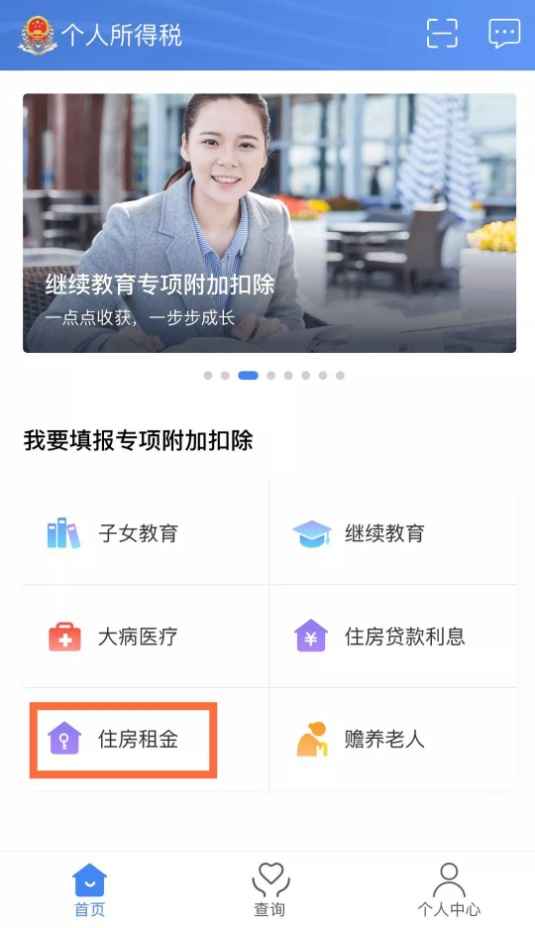 个人所得税
继续教育专项附加扣除
一点点收获，一步步成长
我要填报专项附加扣除
子女教育
继续教育
大病医疗
住房贷款利息
住房租金
赡养老人
首页
查询
个人中心